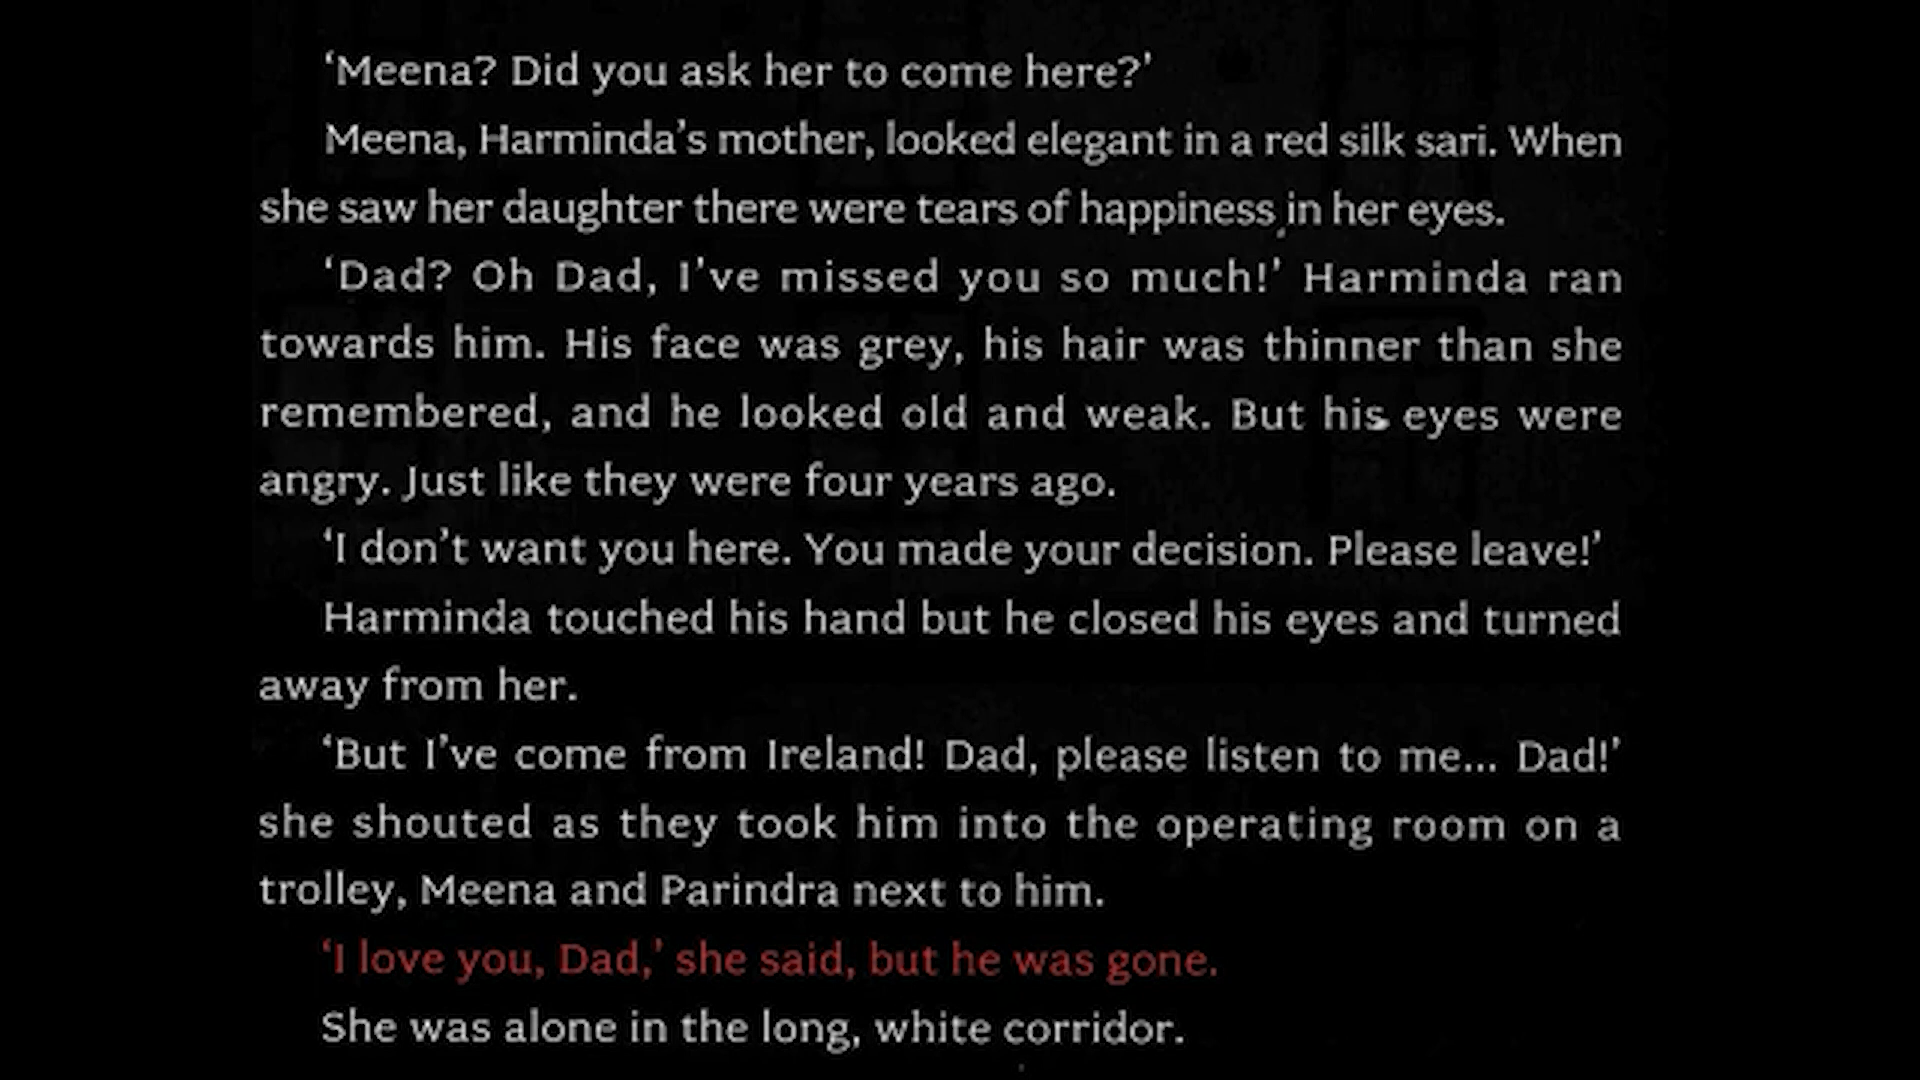 ‘Meena? Did you ask her to come here?’
Meena, Harminda’s mother, looked elegant in a red silk sari. When
she saw her daughter there were tears of happiness in her eyes.
‘Dad? Oh Dad, I’ve missed you so much!’ Harminda ran
towards him. His face was grey, his hair was thinner than she
remembered, and he looked old and weak. But his eyes were
angry. Just like they were four years ago.
‘I don’t want you here. You made your decision. Please leave!’
Harminda touched his hand but he closed his eyes and turned
away from her.
‘But I’ve come from Ireland! Dad, please listen to me... Dad!’
she shouted as they took him into the operating room on a
trolley, Meena and Parindra next to him.
‘I love you, Dad,’ she said, but he was gone.
She was alone in the long, white corridor.